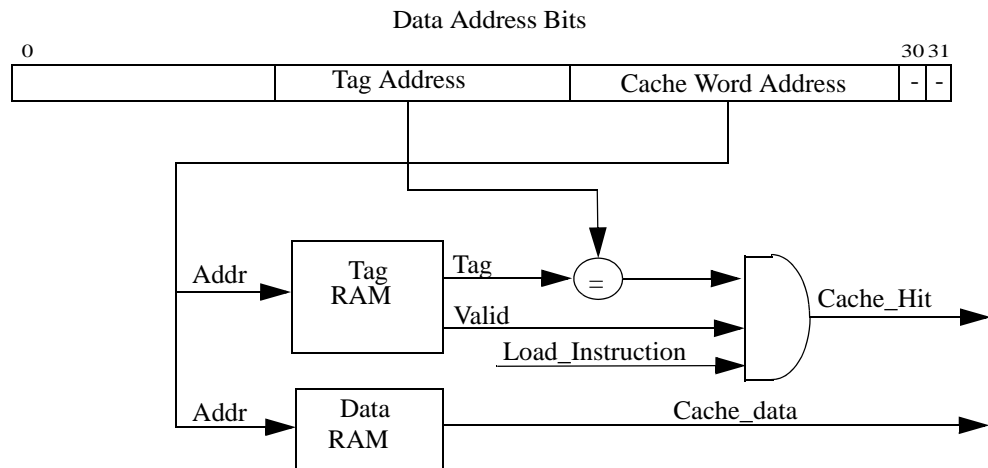 Data Address Bits
0 30 31
Tag Address Cache Word Address - -
Addr Tag RAM Tag = Cache_Hit
Valid
Load_Instruction
Addr Data RAM Cache_data